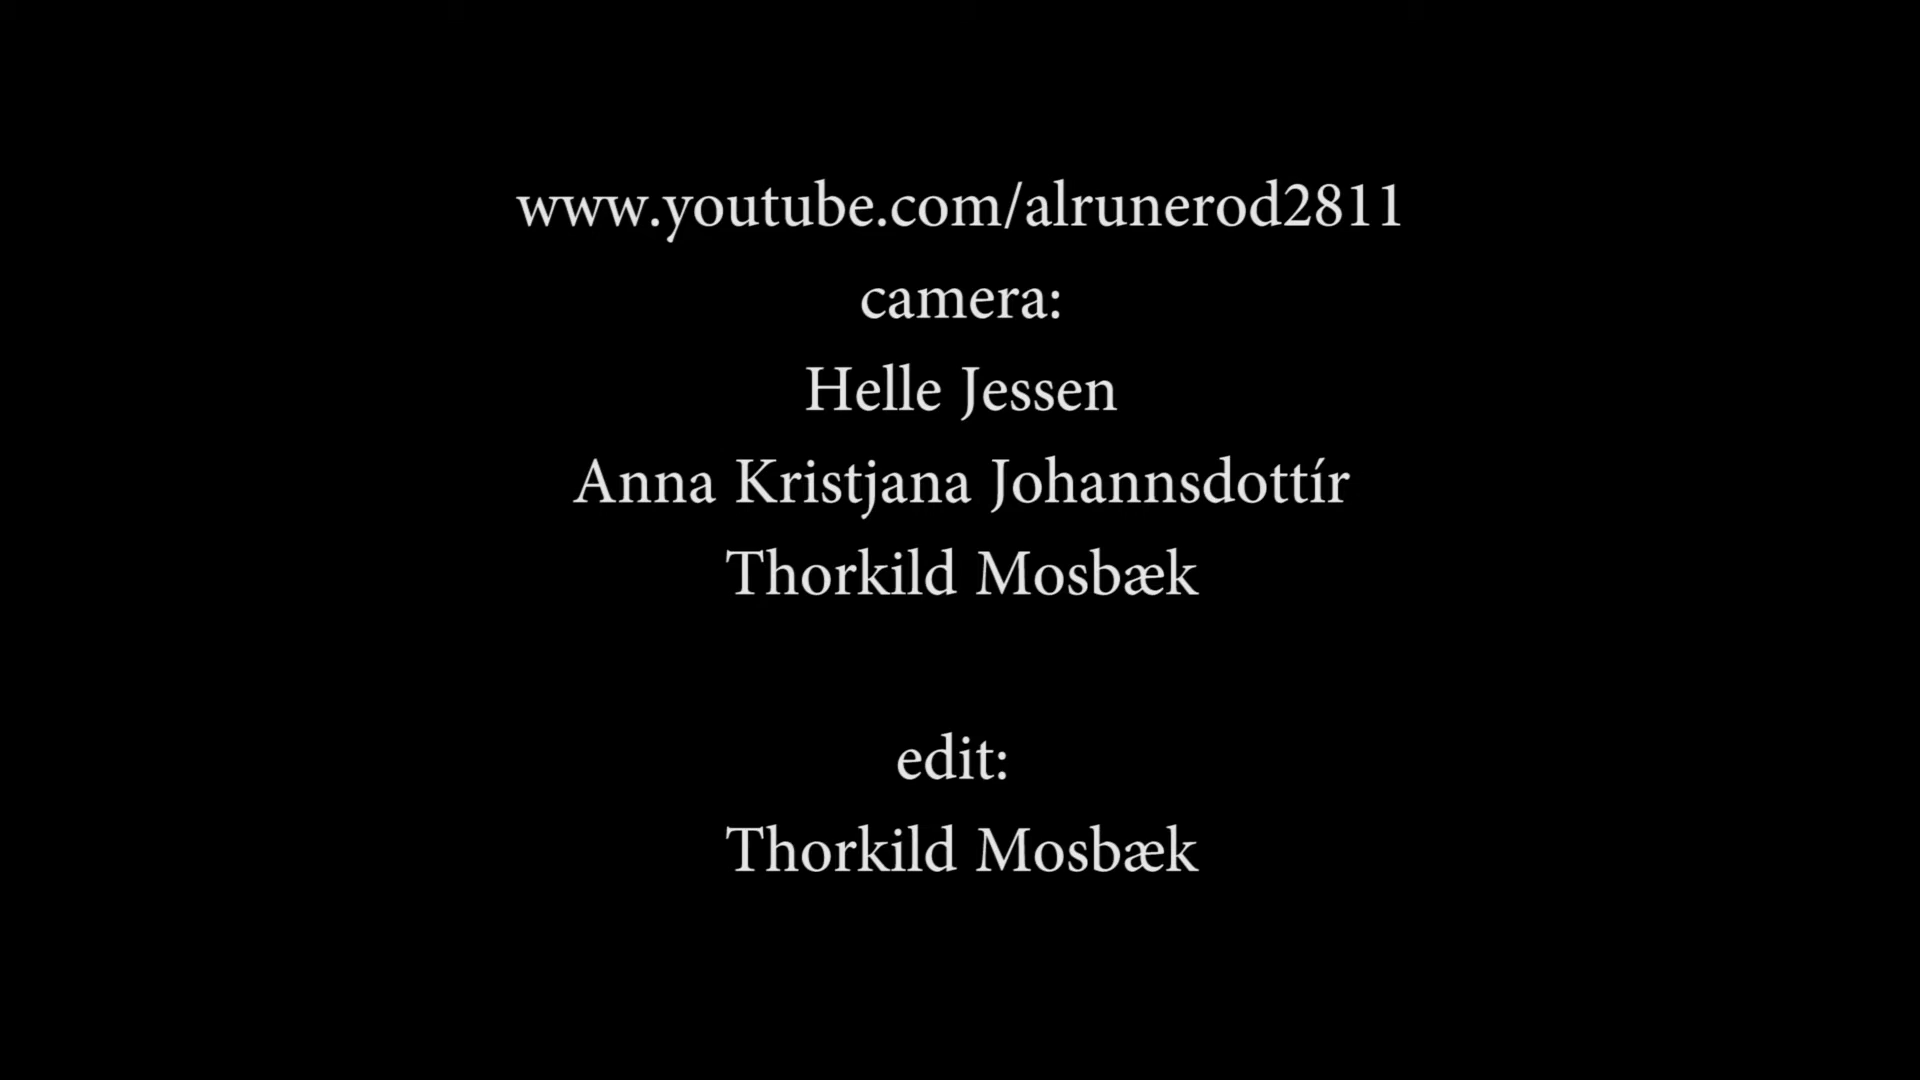 www.youtube.com/alrunerod2811
camera:
Helle Jessen
Anna Kristjana Johannsdottír
Thorkild Mosbæk
edit:
Thorkild Mosbæk